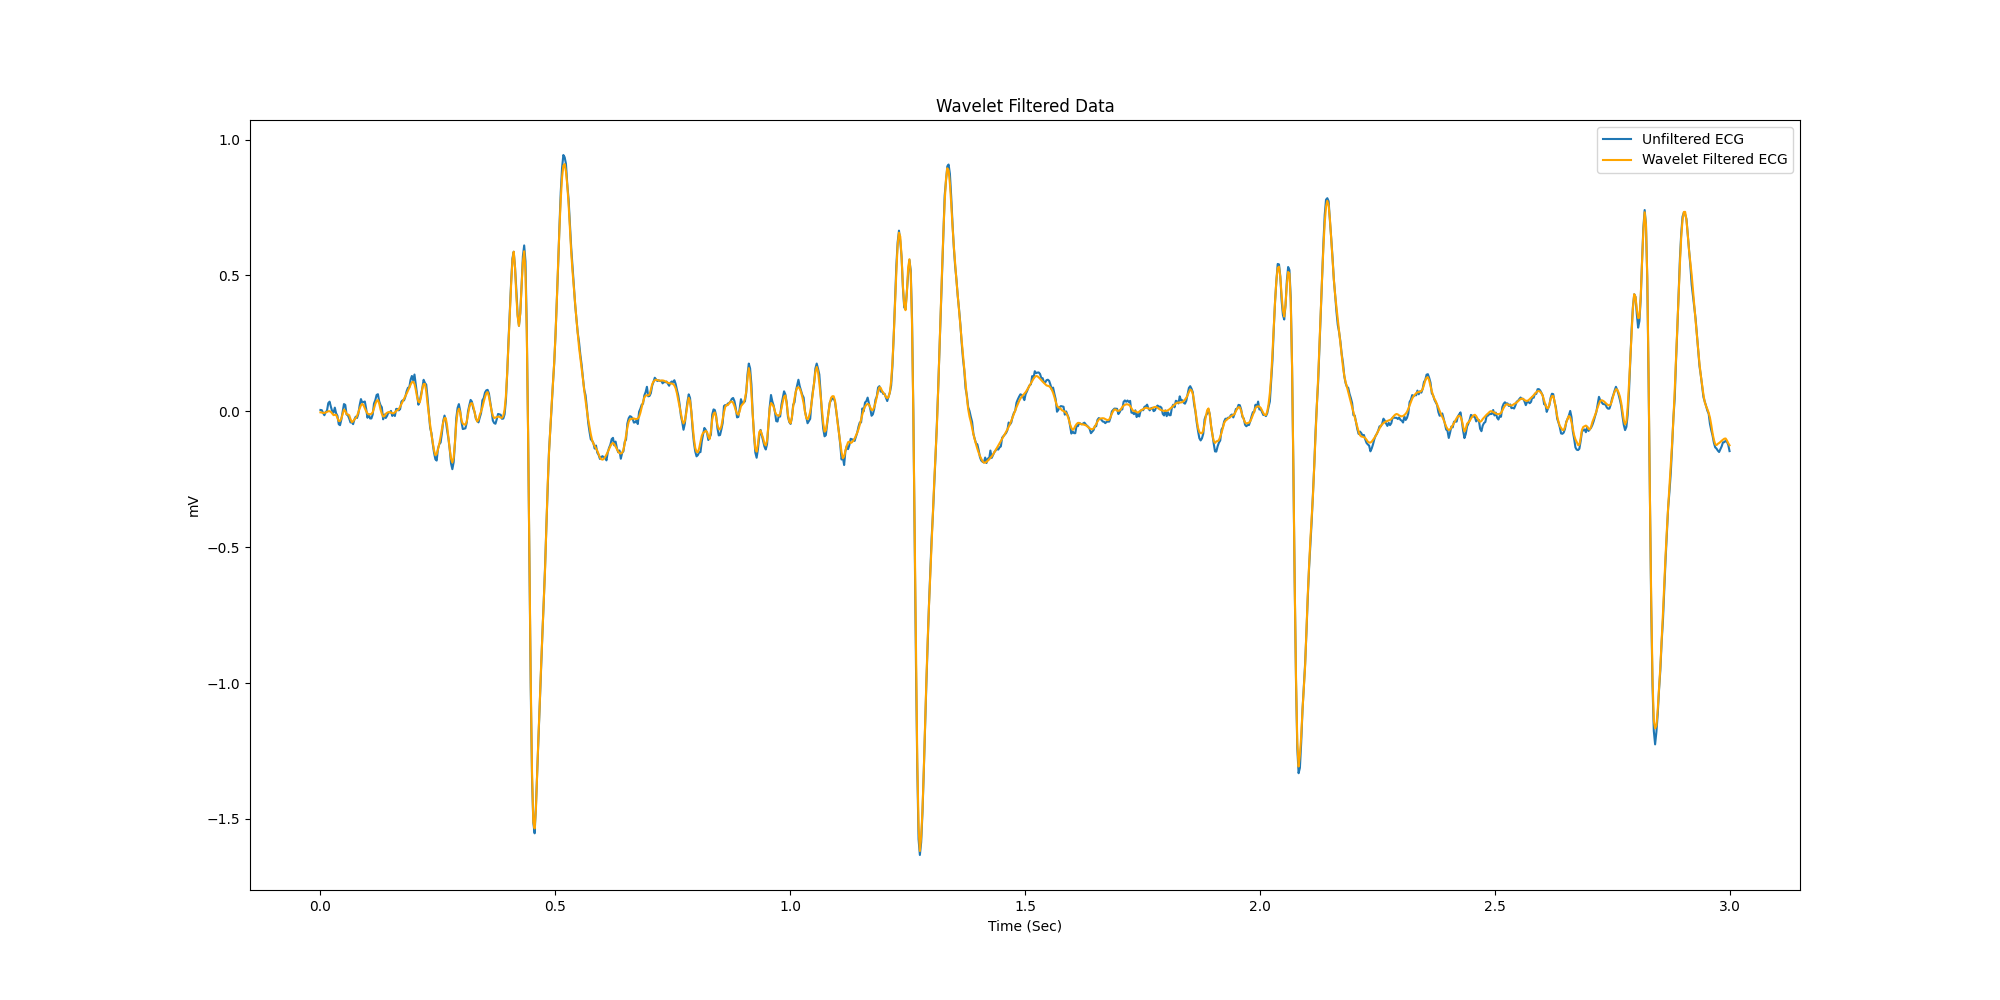 Wavelet Filtered Data
Unfiltered ECG
Wavelet Filtered ECG
1.0
0.5
0.0
−0.5
−1.0
−1.5
mV
0.0 0.5 1.0 1.5 2.0 2.5 3.0
Time (Sec)